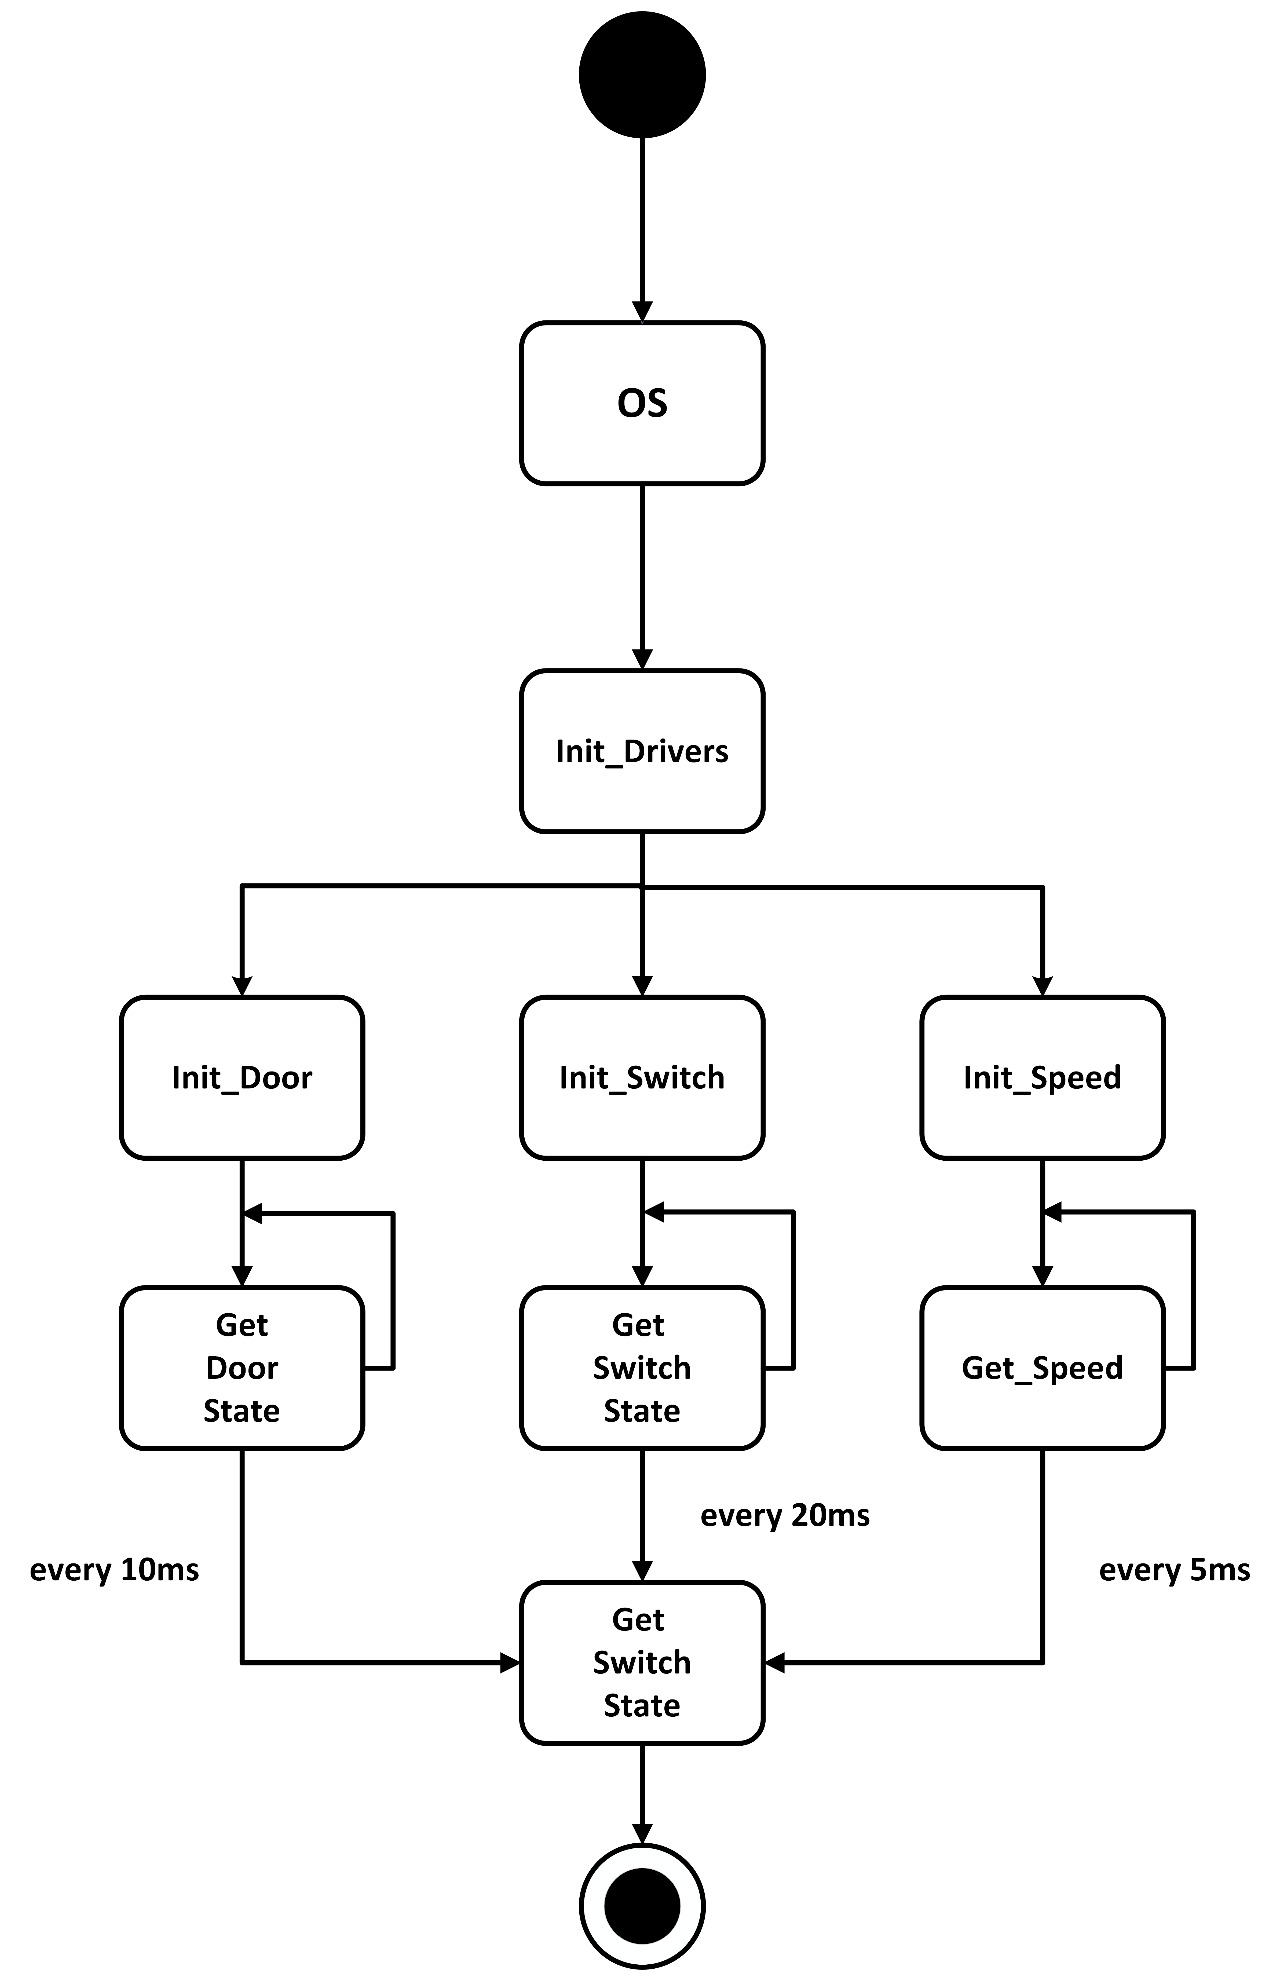 OS
Init_Drivers
Init_Door
Init_Switch
Init_Speed
Get
Door
State
Get
Switch
State
Get_Speed
every 10ms
every 20ms
every 5ms
Get
Switch
State